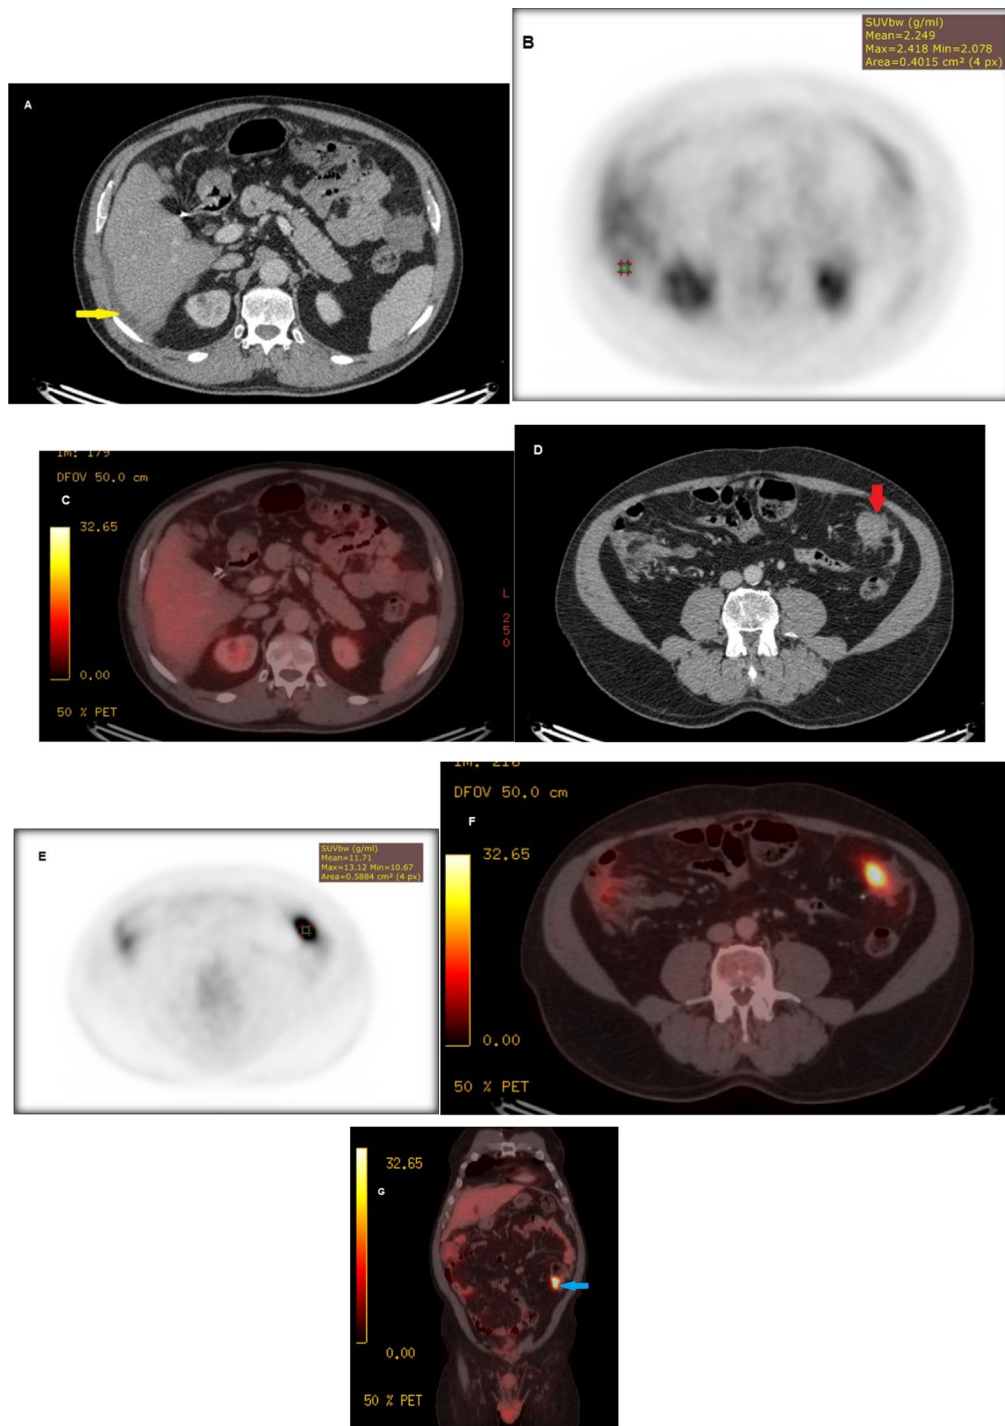 A
B
SUVbw (g/ml)
Mean=2.249
Max=2.418 Min=2.078
Area=0.4015 cm² (4 px)
DFOV 50.0 cm
C
32.65
0.00
50 % PET
L
250
D
E
SUVbw (g/ml)
Mean=11.71
Max=13.12 Min=10.67
Area=0.5884 cm² (4 px)
DFOV 50.0 cm
F
32.65
0.00
50 % PET
32.65
G
0.00
50 % PET